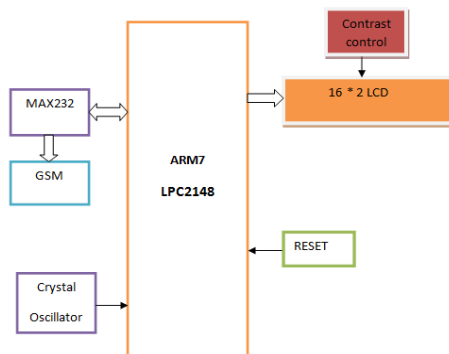 Contrast
control
MAX232
16 * 2 LCD
ARM7
LPC2148
GSM
RESET
Crystal
Oscillator